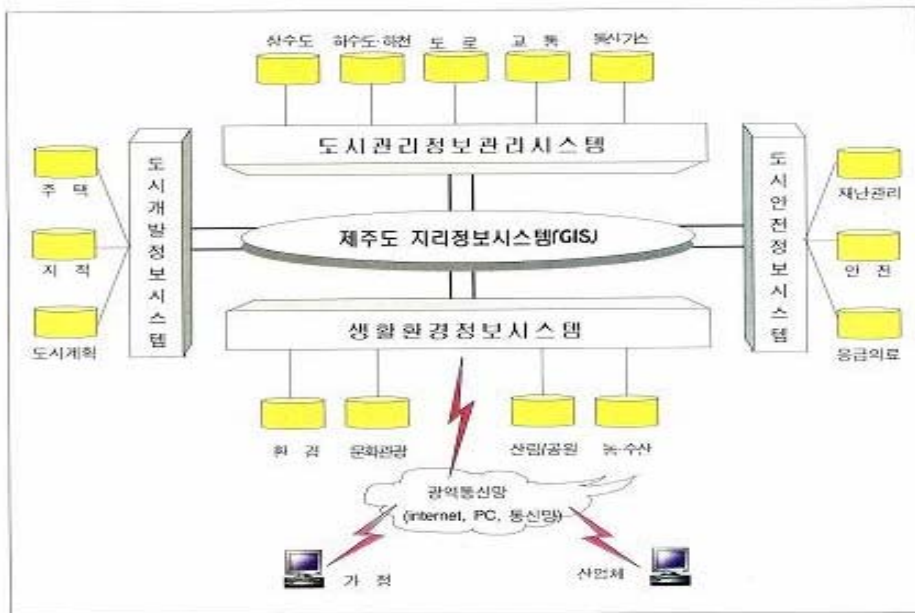 상수도 하수도·하천 도 로 교 통 통신가스
도시관리정보관리시스템
도시개발정보시스템
도시안전정보시스템
주 택
지 적
도시계획
제주도 지리정보시스템(GIS)
재난관리
안 전
응급의료
생활환경정보시스템
환 경 문화관광 산림/공원 농·수산
광역통신망
(internet, PC, 통신망)
가 정
산업체